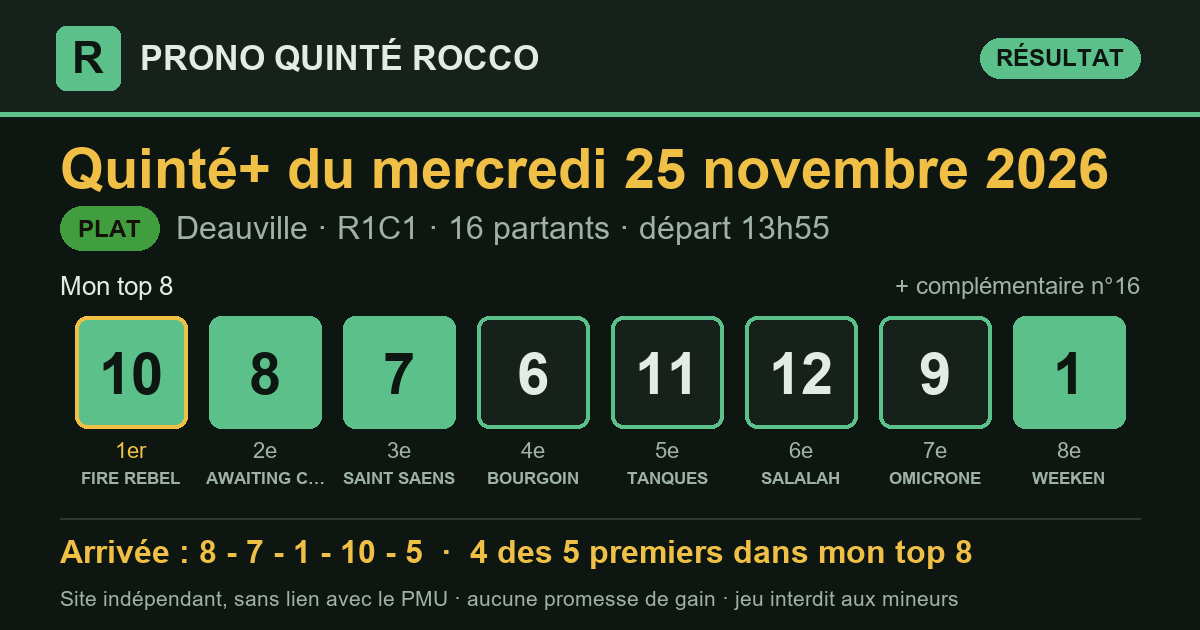 R PRONO QUINTÉ ROCCO RÉSULTAT
Quinté+ du mercredi 25 novembre 2026
PLAT Deauville · R1C1 · 16 partants · départ 13h55
Mon top 8 + complémentaire n°16
10 8 7 6 11 12 9 1
1er 2e 3e 4e 5e 6e 7e 8e
FIRE REBEL AWAITING C... SAINT SAENS BOURGOIN TANQUES SALALAH OMICRONE WEEKEN
Arrivée : 8 - 7 - 1 - 10 - 5 · 4 des 5 premiers dans mon top 8
Site indépendant, sans lien avec le PMU · aucune promesse de gain · jeu interdit aux mineurs